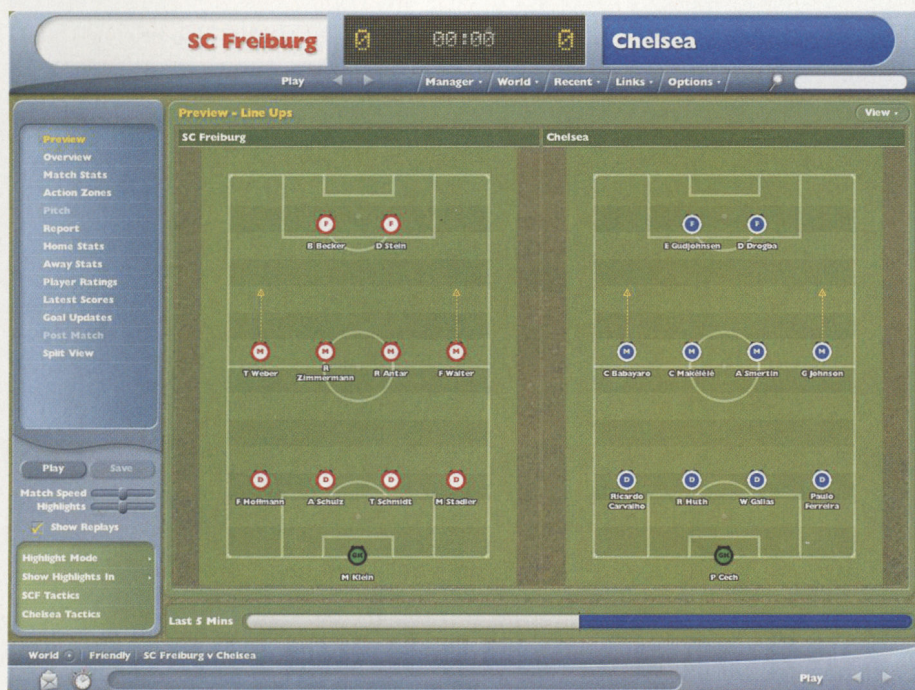 SC Freiburg
0
00:00
0
Chelsea
Play
Manager
World
Recent
Links
Options
Preview - Line Ups
View
SC Freiburg
Chelsea
Preview
Overview
Match Stats
Action Zones
Pitch
Report
Home Stats
Away Stats
Player Ratings
Latest Scores
Goal Updates
Post Match
Split View
F
F
B Becker
D Stein
M
M
M
M
T Weber
R
Zimmermann
R Antar
F Walter
D
D
D
D
F Hoffmann
A Schulz
T Schmidt
M Stadler
GK
M Klein
F
F
E Gudjohnsen
D Drogba
M
M
M
M
C Babayaro
C Makélélé
A Smertin
G Johnson
D
D
D
D
Ricardo
Carvalho
R Huth
W Gallas
Paulo
Ferreira
GK
P Cech
Play
Save
Match Speed
Highlights
Show Replays
Highlight Mode
Show Highlights In
SCF Tactics
Chelsea Tactics
Last 5 Mins
World
Friendly
SC Freiburg v Chelsea
Play